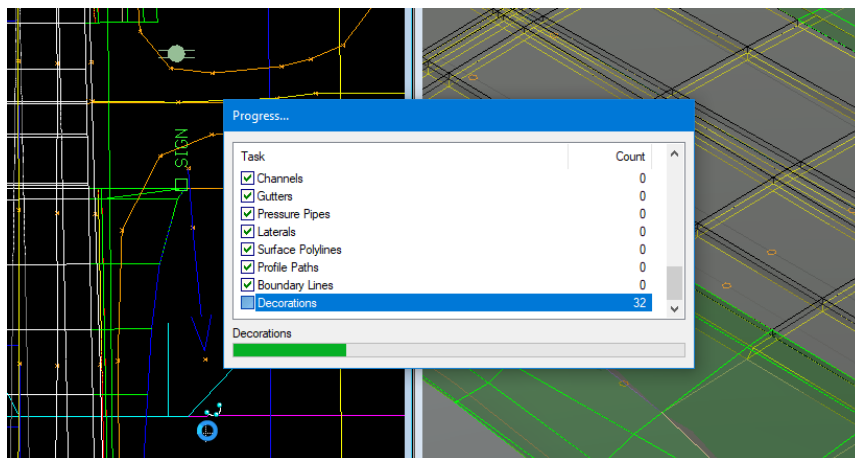 Progress...
Task Count
Channels 0
Gutters 0
Pressure Pipes 0
Laterals 0
Surface Polylines 0
Profile Paths 0
Boundary Lines 0
Decorations 32
Decorations
SIGN